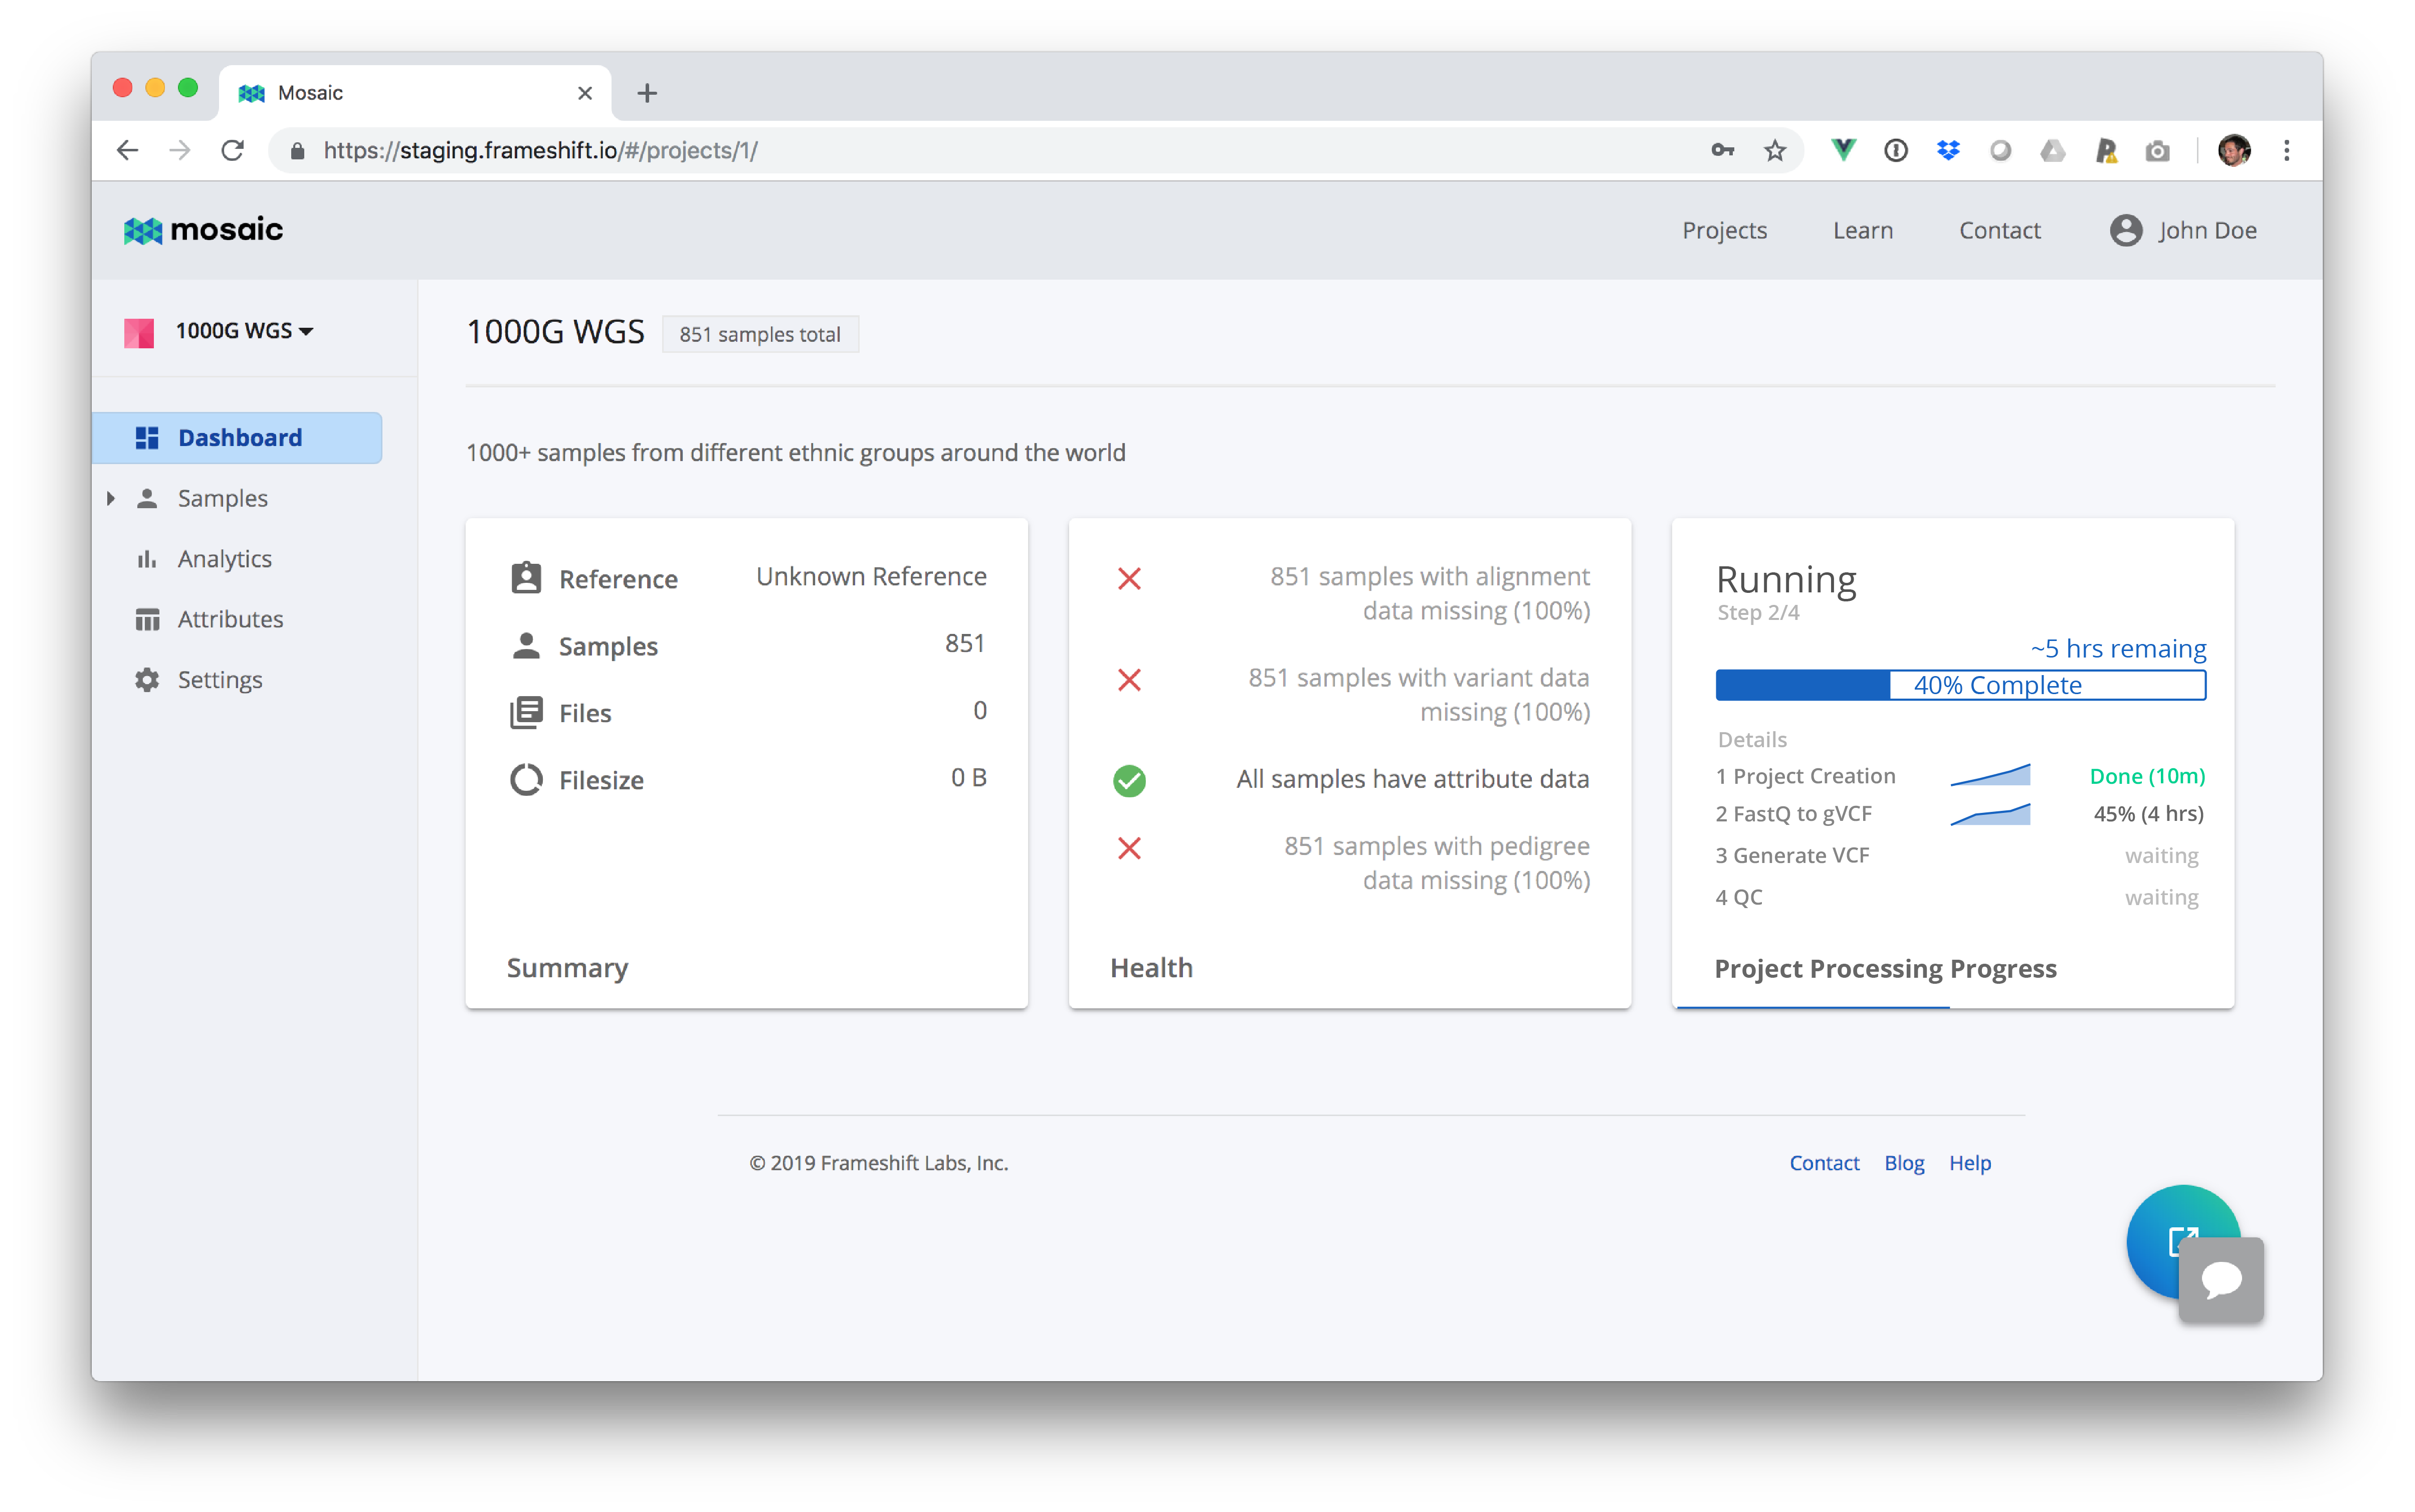 Mosaic
https://staging.frameshift.io/#/projects/1/
mosaic
Projects
Learn
Contact
John Doe
1000G WGS
Dashboard
Samples
Analytics
Attributes
Settings
1000G WGS
851 samples total
1000+ samples from different ethnic groups around the world
Reference
Unknown Reference
Samples
851
Files
0
Filesize
0 B
Summary
851 samples with alignment
data missing (100%)
851 samples with variant data
missing (100%)
All samples have attribute data
851 samples with pedigree
data missing (100%)
Health
Running
Step 2/4
~5 hrs remaing
40% Complete
Details
1 Project Creation
Done (10m)
2 FastQ to gVCF
45% (4 hrs)
3 Generate VCF
waiting
4 QC
waiting
Project Processing Progress
© 2019 Frameshift Labs, Inc.
Contact
Blog
Help